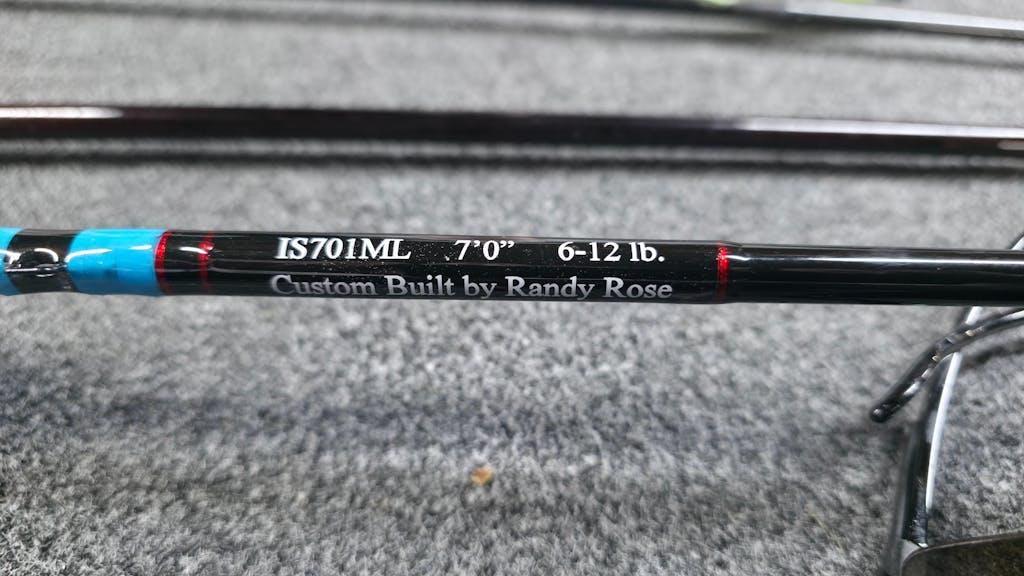 IS701ML 7’0” 6-12 lb.
Custom Built by Randy Rose